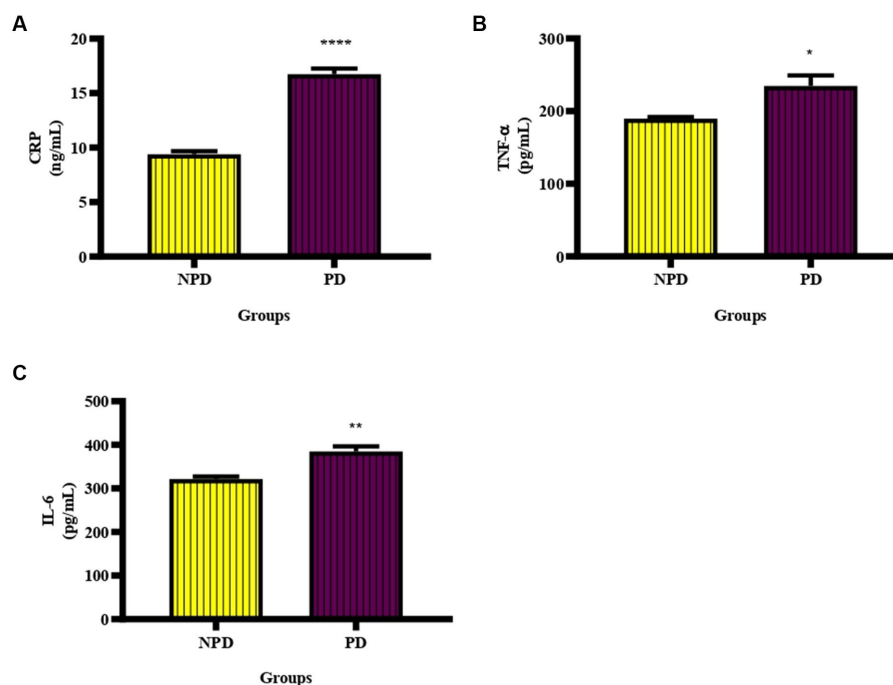 A
CRP
(ng/mL)
20
15
10
5
0
****
NPD
PD
Groups
B
TNF-α
(pg/mL)
300
200
100
0
*
NPD
PD
Groups
C
IL-6
(pg/mL)
500
400
300
200
100
0
**
NPD
PD
Groups